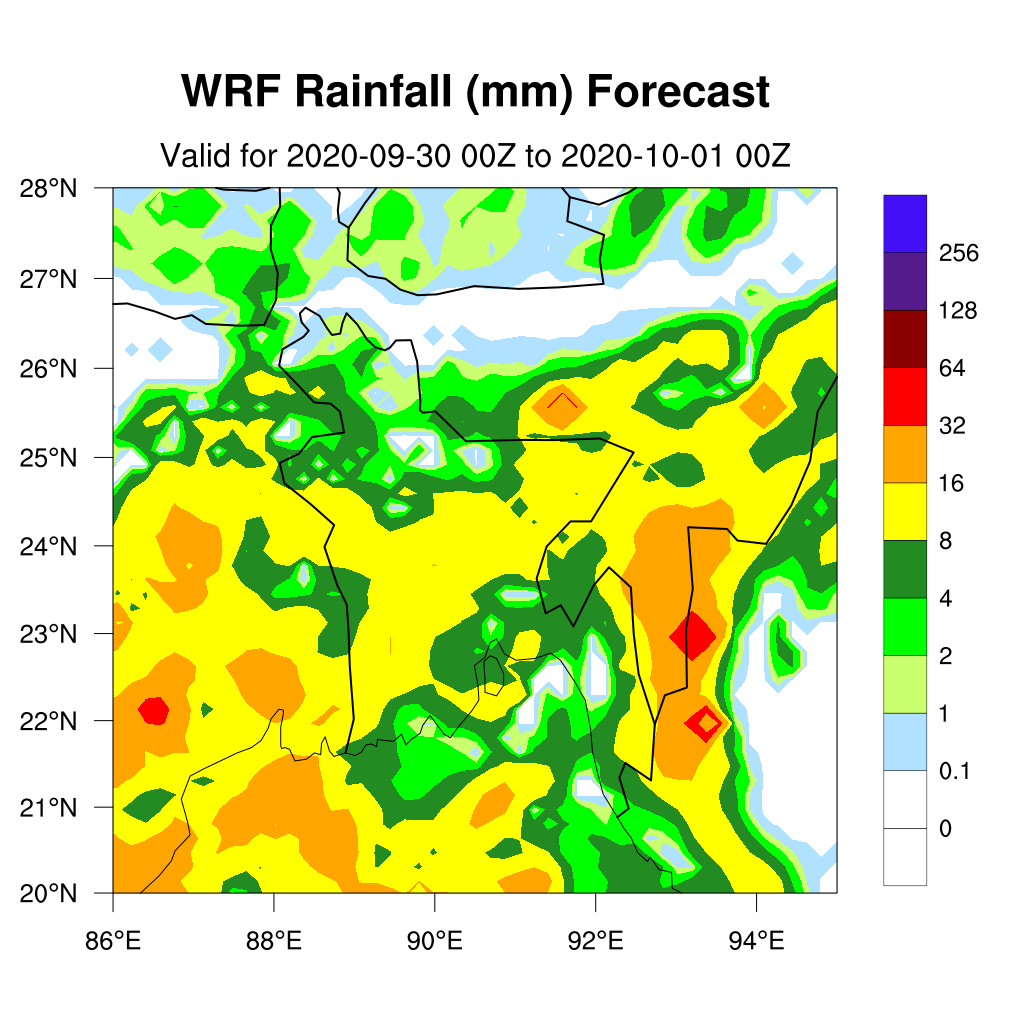 WRF Rainfall (mm) Forecast
Valid for 2020-09-30 00Z to 2020-10-01 00Z
28°N
27°N
26°N
25°N
24°N
23°N
22°N
21°N
20°N
86°E 88°E 90°E 92°E 94°E
256
128
64
32
16
8
4
2
1
0.1
0